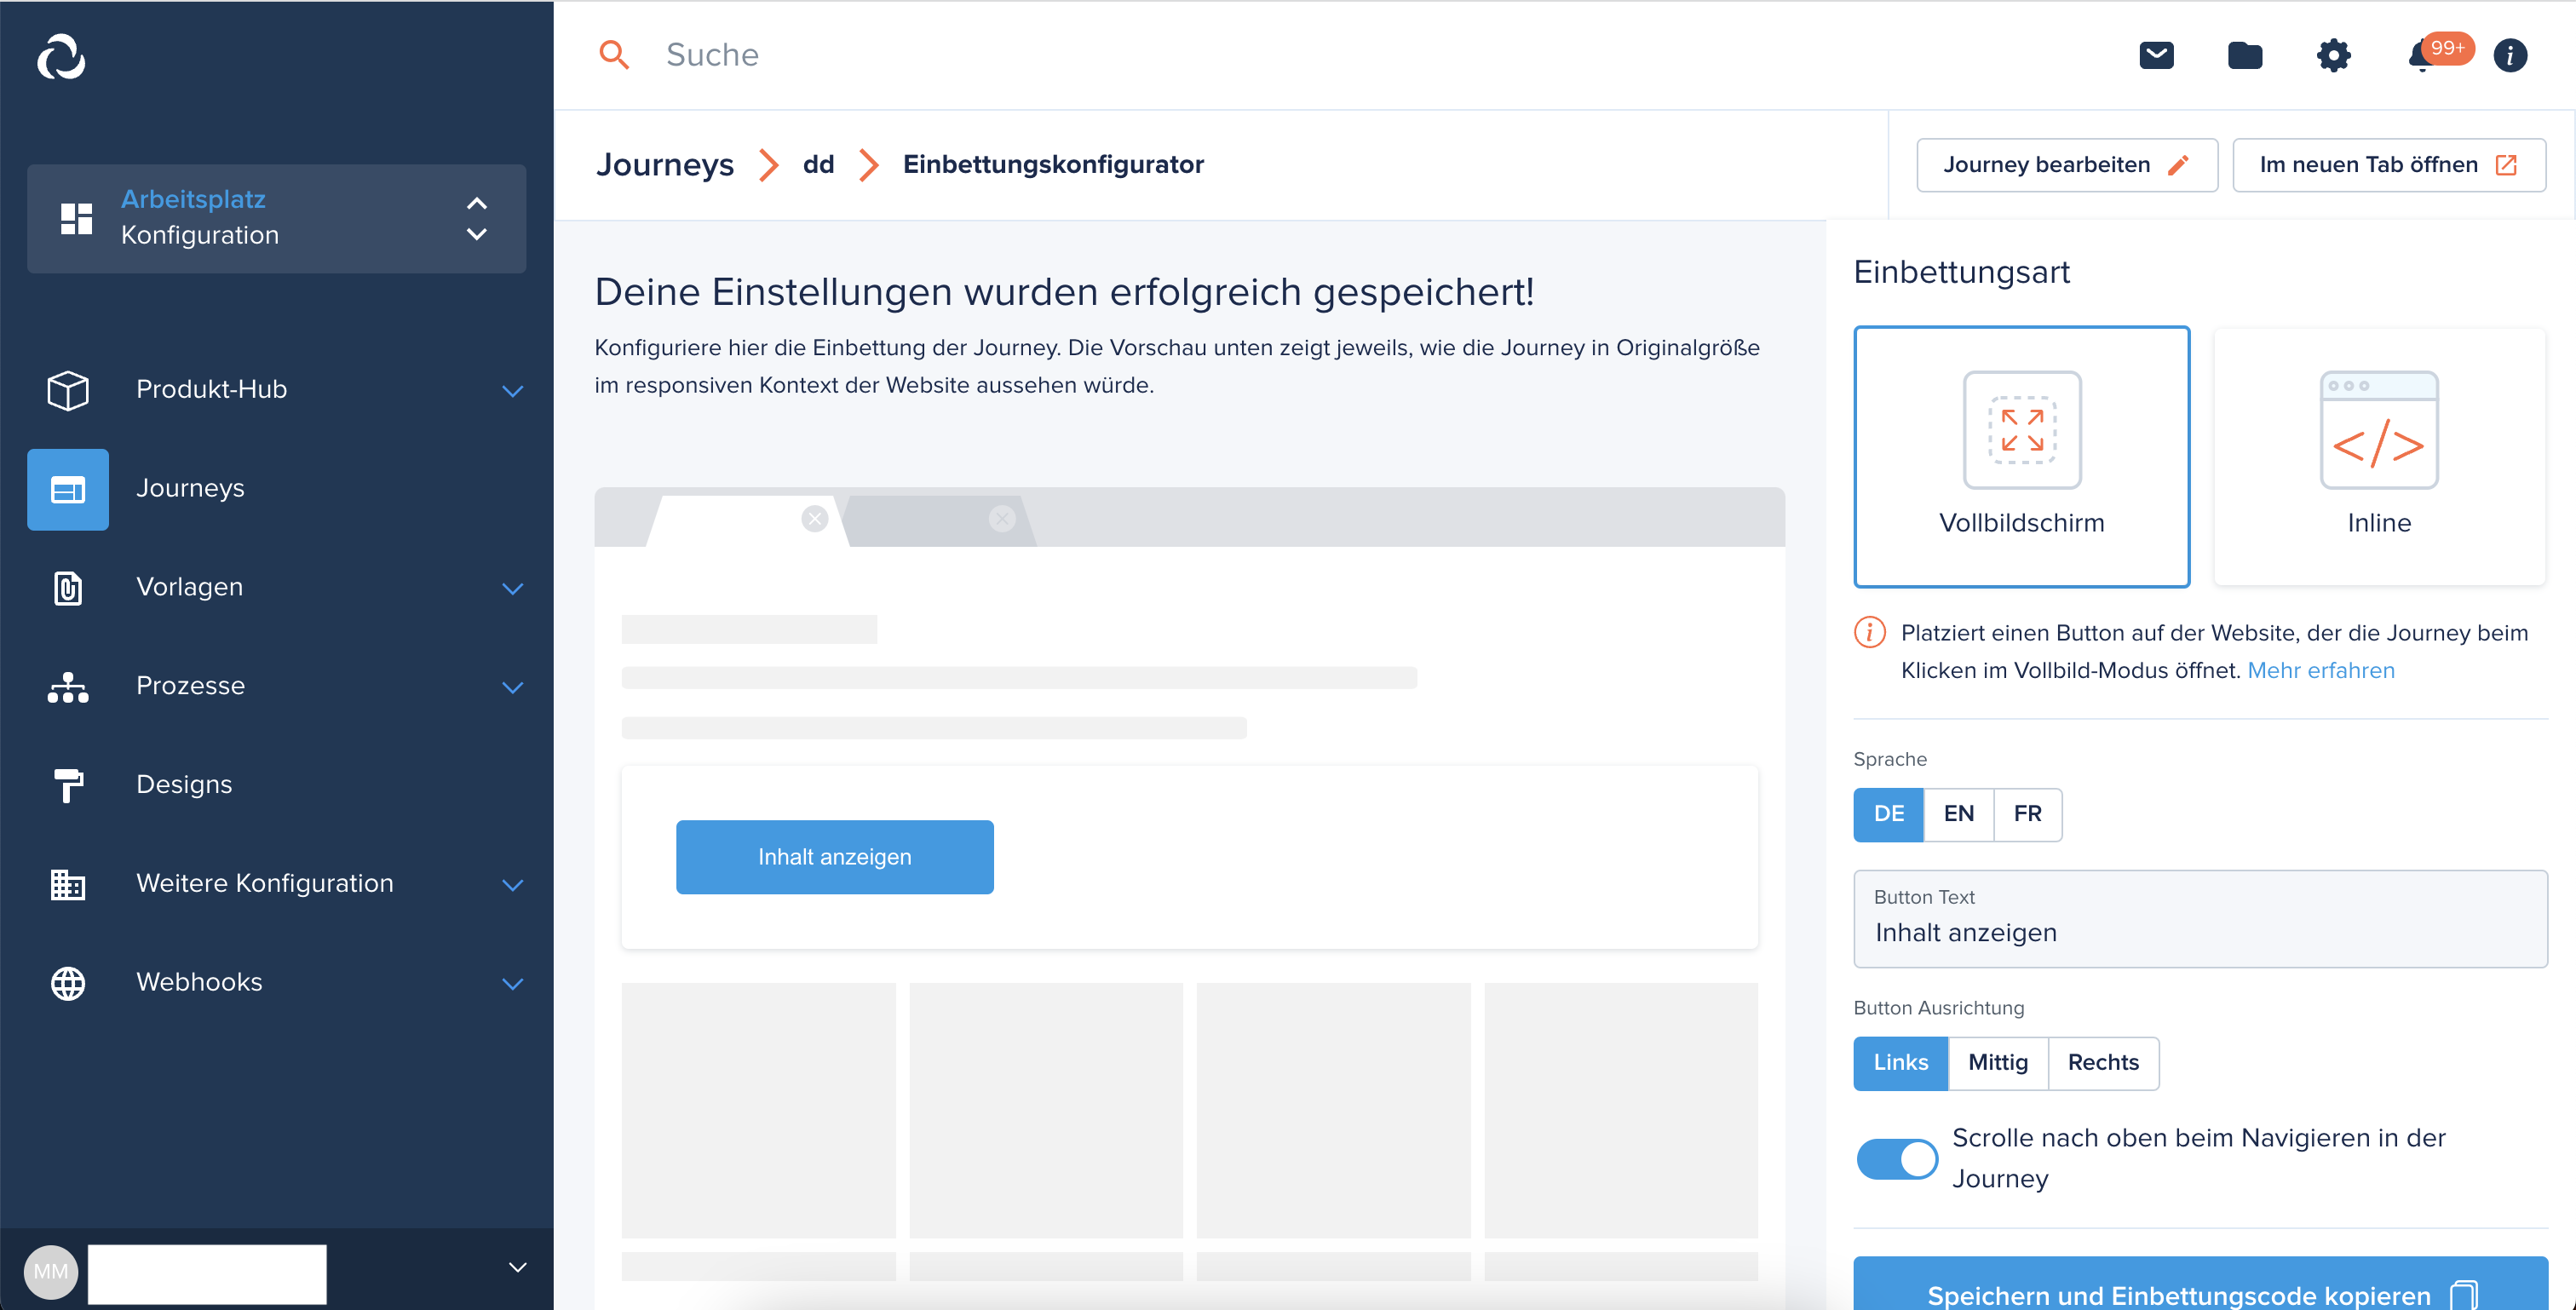 Suche
99+
Journeys
dd
Einbettungskonfigurator
Journey bearbeiten
Im neuen Tab öffnen
Arbeitsplatz
Konfiguration
Produkt-Hub
Journeys
Vorlagen
Prozesse
Designs
Weitere Konfiguration
Webhooks
MM
Deine Einstellungen wurden erfolgreich gespeichert!
Konfiguriere hier die Einbettung der Journey. Die Vorschau unten zeigt jeweils, wie die Journey in Originalgröße
im responsiven Kontext der Website aussehen würde.
Inhalt anzeigen
Einbettungsart
Vollbildschirm
Inline
Platziert einen Button auf der Website, der die Journey beim
Klicken im Vollbild-Modus öffnet. Mehr erfahren
Sprache
DE
EN
FR
Button Text
Inhalt anzeigen
Button Ausrichtung
Links
Mittig
Rechts
Scrolle nach oben beim Navigieren in der
Journey
Speichern und Einbettungscode kopieren